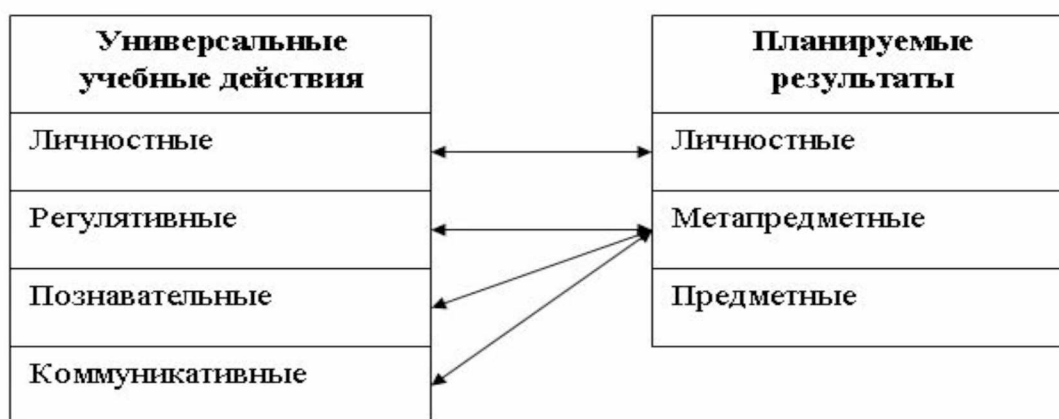 Универсальные
учебные действия
Личностные
Регулятивные
Познавательные
Коммуникативные
Планируемые
результаты
Личностные
Метапредметные
Предметные